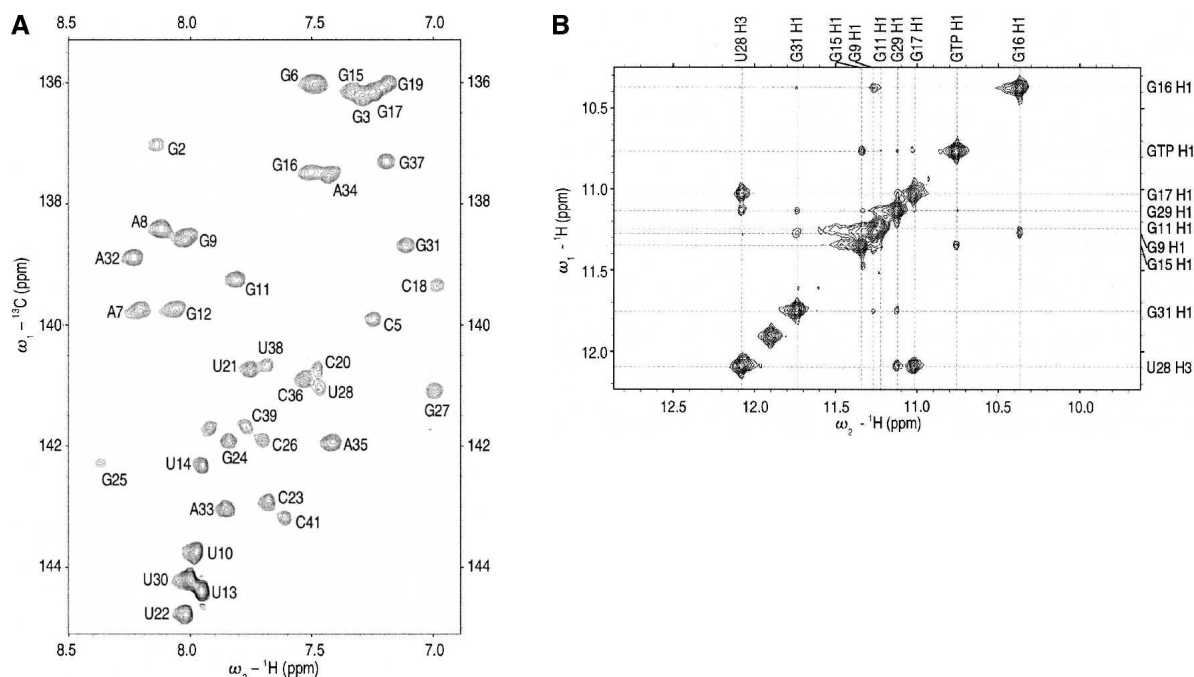 A
8.5 8.0 7.5 7.0
G6 G15 G19
136 136
G3 G17
G2
G37
G16
138 A34 138
A8
G9 G31
A32
G11 C18
A7 G12
140 C5 140
U38
U21 C20
C36 U28
G27
C39
142 C26 A35 142
G24
G25 U14
C23
A33
C41
U10
144 144
U30
U13
U22
8.5 8.0 7.5 7.0
ω₂ – ¹H (ppm)
ω₁ – ¹³C (ppm)
B
U28 H3
G31 H1
G15 H1
G9 H1
G11 H1
G29 H1
G17 H1
GTP H1
G16 H1
10.5
11.0
11.5
12.0
ω₁ - ¹H (ppm)
G16 H1
GTP H1
G17 H1
G29 H1
G11 H1
G9 H1
G15 H1
G31 H1
U28 H3
12.5 12.0 11.5 11.0 10.5 10.0
ω₂ - ¹H (ppm)